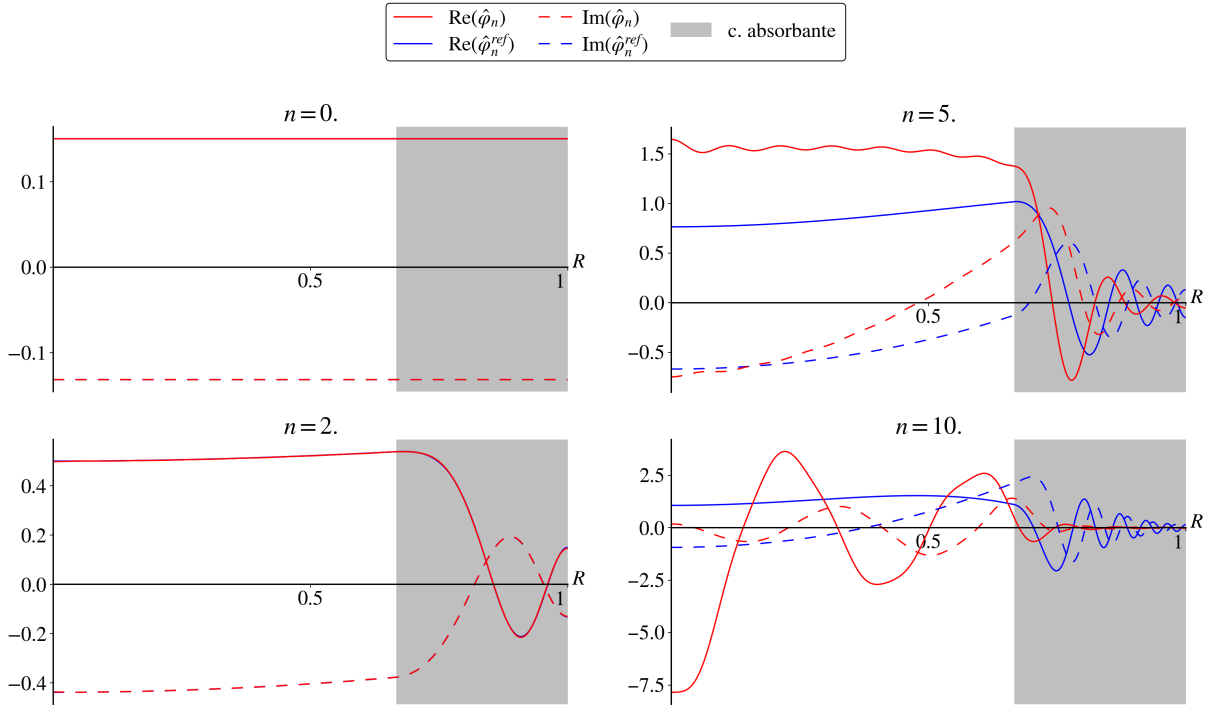 Re(φ̂ₙ) Im(φ̂ₙ) c. absorbante
Re(φ̂ₙʳᵉᶠ) Im(φ̂ₙʳᵉᶠ)
n=0.
0.1
0.0
−0.1
0.5
1
R
n=5.
1.5
1.0
0.5
0.0
−0.5
0.5
1
R
n=2.
0.4
0.2
0.0
−0.2
−0.4
0.5
1
R
n=10.
2.5
0.0
−2.5
−5.0
−7.5
0.5
1
R